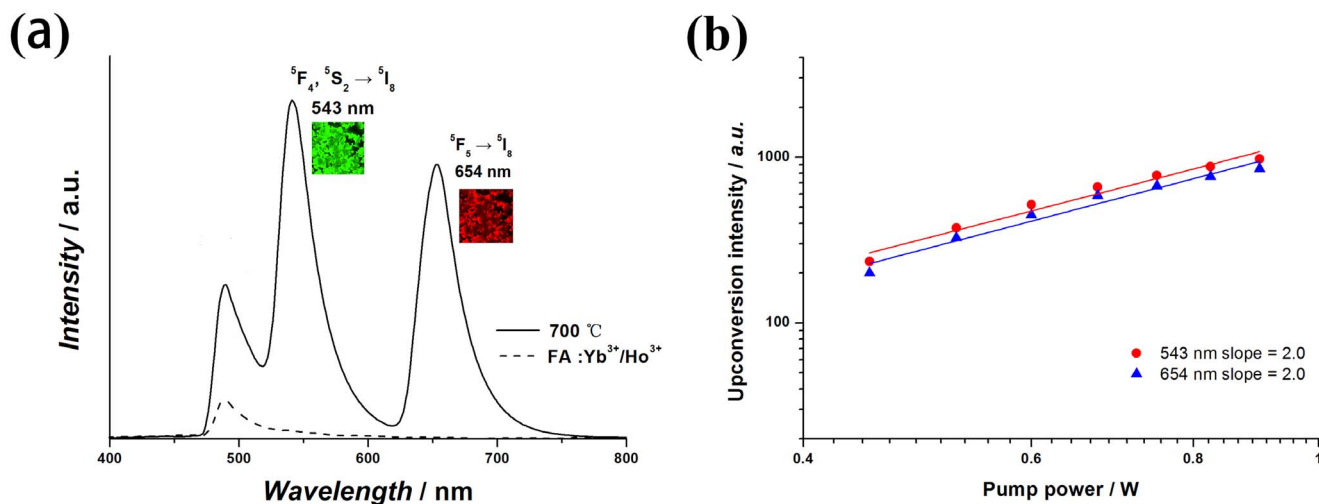 (a)
⁵F₄, ⁵S₂ → ⁵I₈
543 nm
⁵F₅ → ⁵I₈
654 nm
700 ℃
FA :Yb³⁺/Ho³⁺
Intensity / a.u.
400 500 600 700 800
Wavelength / nm
(b)
1000
100
Upconversion intensity / a.u.
543 nm slope = 2.0
654 nm slope = 2.0
0.4 0.6 0.8 1
Pump power / W